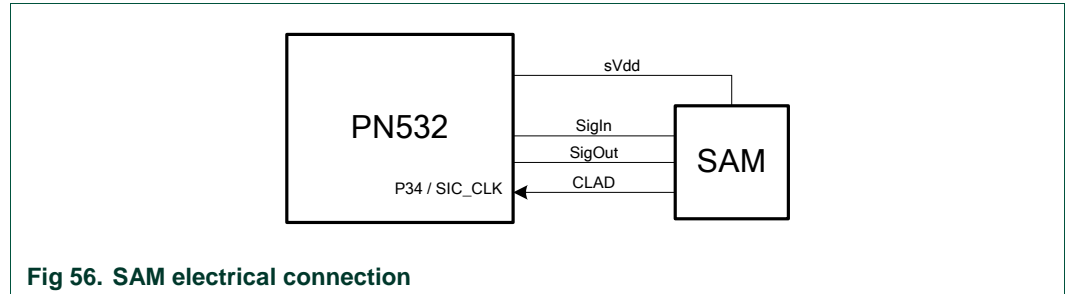 sVdd
PN532
SigIn
SigOut
SAM
P34 / SIC_CLK
CLAD
Fig 56. SAM electrical connection